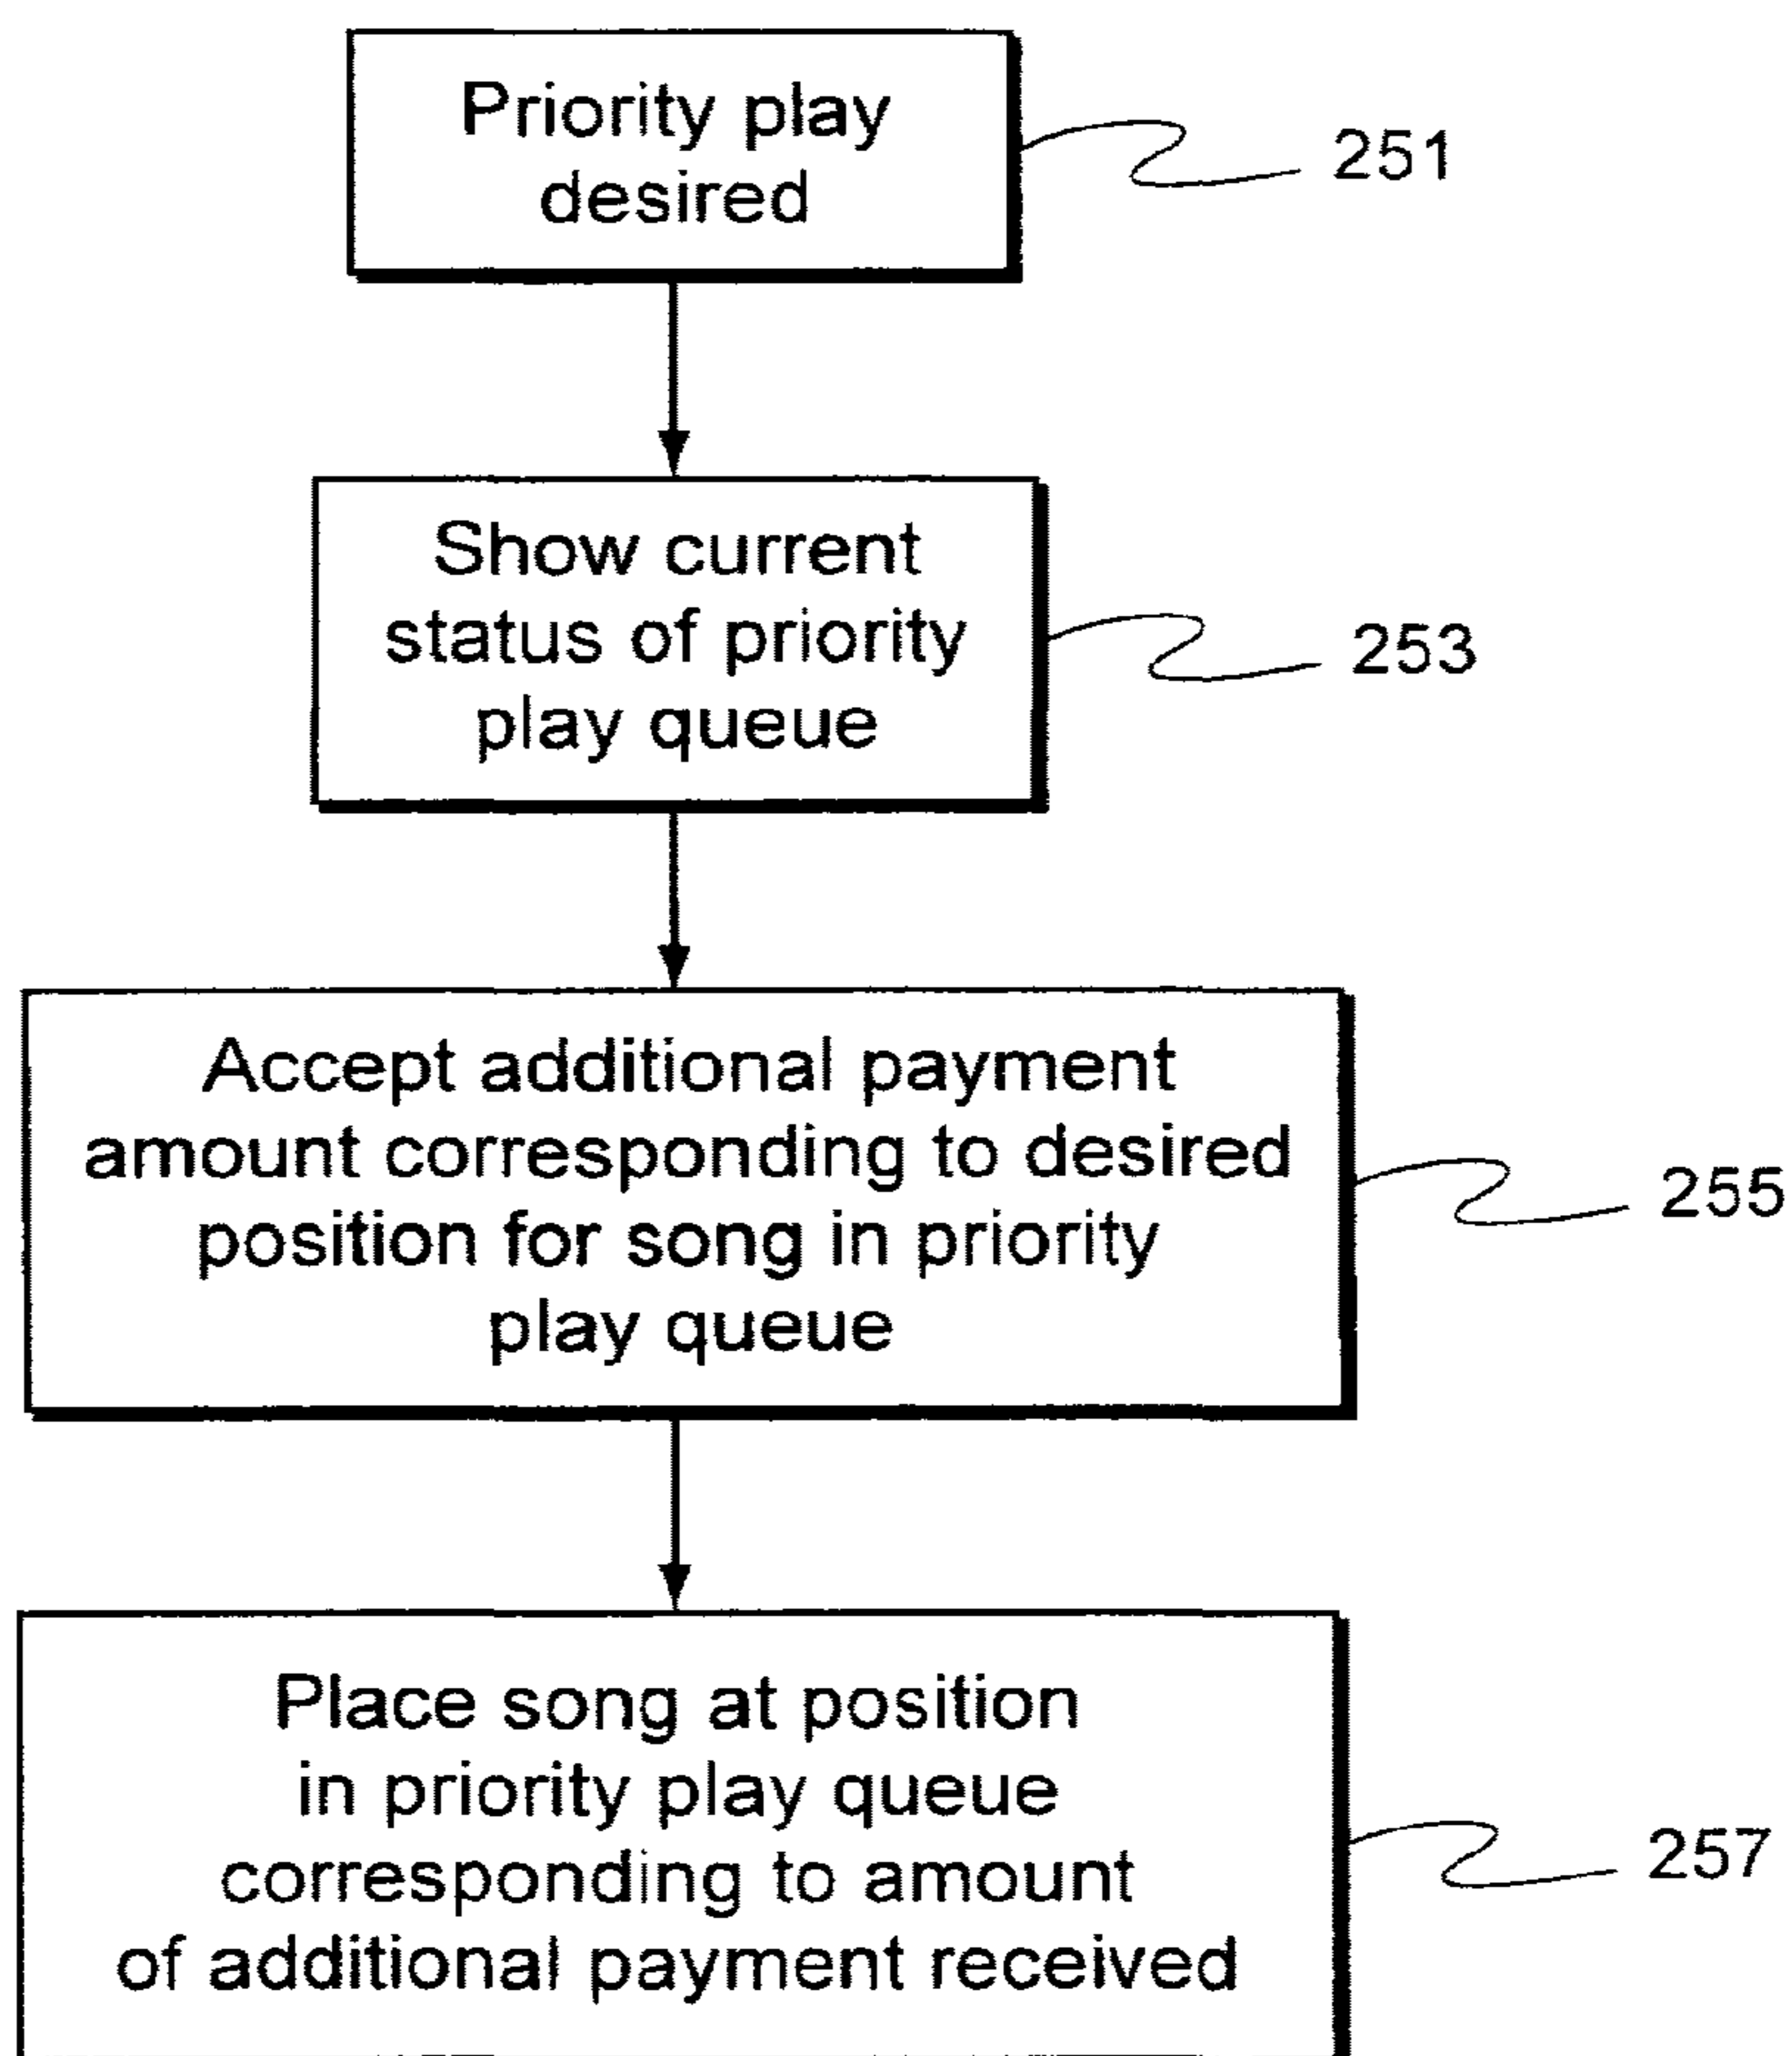 Priority play
desired
251
Show current
status of priority
play queue
253
Accept additional payment
amount corresponding to desired
position for song in priority
play queue
255
Place song at position
in priority play queue
corresponding to amount
of additional payment received
257